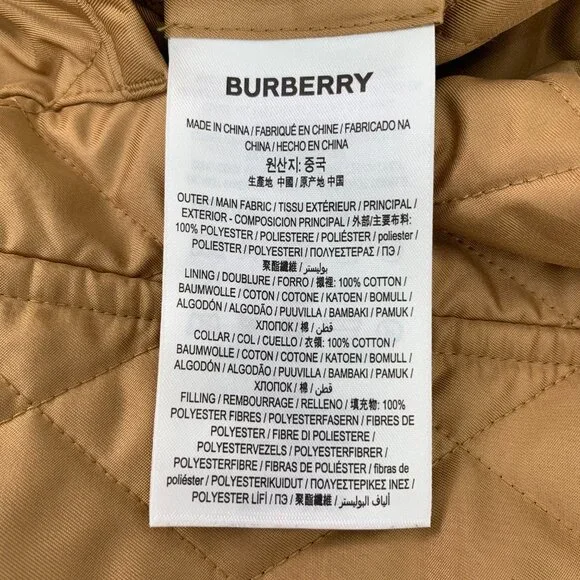 BURBERRY
MADE IN CHINA / FABRIQUÉ EN CHINE / FABRICADO NA
CHINA / HECHO EN CHINA
원산지: 중국
生產地 中國 / 原产地 中国
OUTER / MAIN FABRIC / TISSU EXTÉRIEUR / PRINCIPAL /
EXTERIOR - COMPOSICIÓN PRINCIPAL / 外部/主要布料:
100% POLYESTER / POLIESTERE / POLIÉSTER / poliester /
POLIESTER / POLYESTERI / ΠΟΛΥΕΣΤΕΡΑΣ / ПЭ /
聚酯纖維 / بوليستر
LINING / DOUBLURE / FORRO / 裡裡: 100% COTTON /
BAUMWOLLE / COTON / COTONE / KATOEN / BOMULL /
ALGODÓN / ALGODÃO / PUUVILLA / BAMBAKI / PAMUK /
ХЛОПОК / 棉 / قطن
COLLAR / COL / CUELLO / 衣領: 100% COTTON /
BAUMWOLLE / COTON / COTONE / KATOEN / BOMULL /
ALGODÓN / ALGODÃO / PUUVILLA / BAMBAKI / PAMUK /
ХЛОПОК / 棉 / قطن
FILLING / REMBOURRAGE / RELLENO / 填充物: 100%
POLYESTER FIBRES / POLYESTERFASERN / FIBRES DE
POLYESTER / FIBRE DI POLIESTERE /
POLYESTERVEZELS / POLYESTERFIBRER /
POLYESTERFIBRE / FIBRAS DE POLIÉSTER / fibras de
poliéster / POLYESTERIKUIDUT / ΠΟΛΥΕΣΤΕΡΙΚΕΣ ΙΝΕΣ /
POLYESTER LİFİ / ПЭ / 聚酯纖維 / ألياف البوليستر